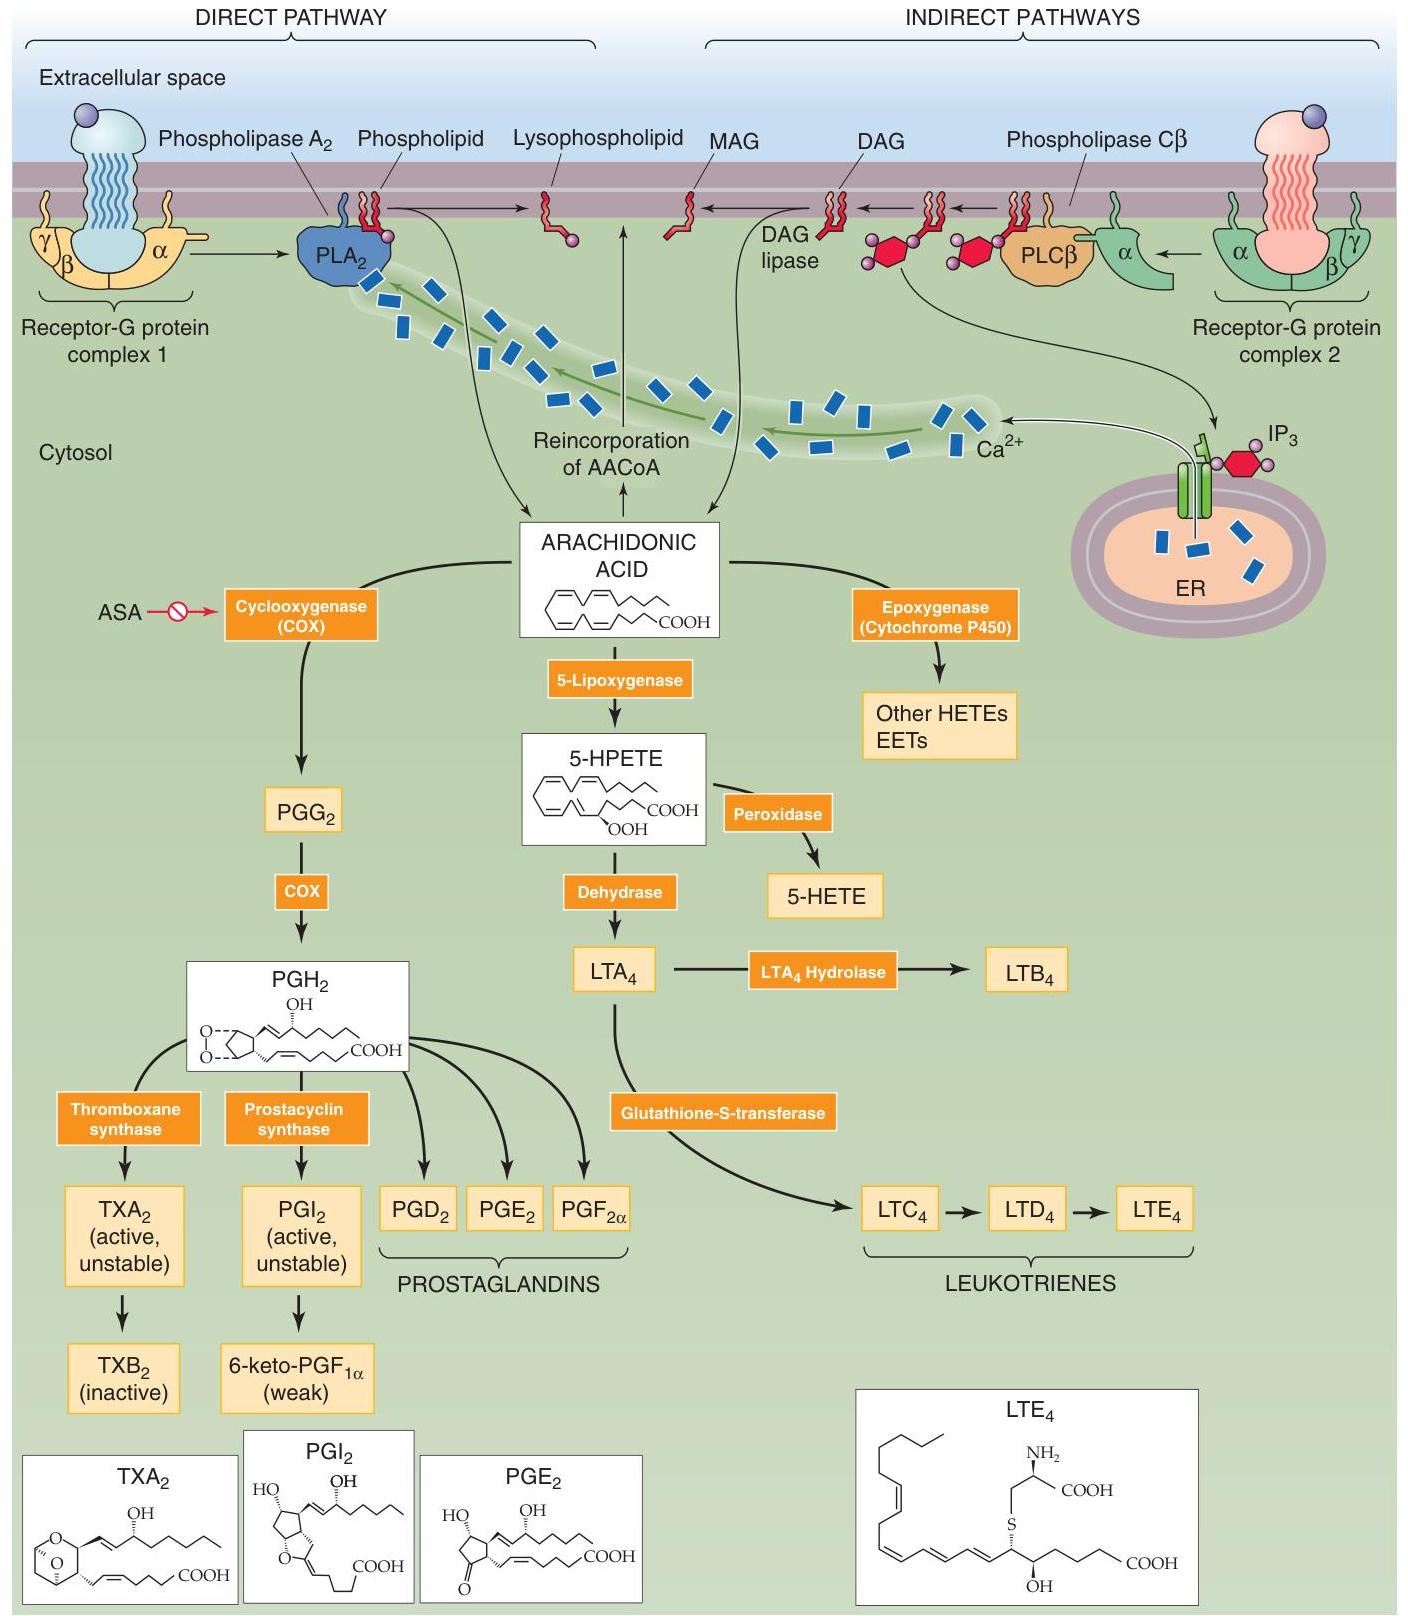 DIRECT PATHWAY
INDIRECT PATHWAYS
Extracellular space
Phospholipase A₂
Phospholipid
Lysophospholipid
MAG
DAG
Phospholipase Cβ
γ
β
α
PLA₂
DAG
lipase
PLCβ
α
α
β
γ
Receptor-G protein
complex 1
Receptor-G protein
complex 2
Cytosol
Reincorporation
of AACoA
Ca²⁺
IP₃
ER
ARACHIDONIC
ACID
COOH
ASA
Cyclooxygenase
(COX)
Epoxygenase
(Cytochrome P450)
5-Lipoxygenase
Other HETEs
EETs
5-HPETE
COOH
OOH
Peroxidase
PGG₂
COX
Dehydrase
5-HETE
PGH₂
OH
O
O
COOH
LTA₄
LTA₄ Hydrolase
LTB₄
Thromboxane
synthase
Prostacyclin
synthase
Glutathione-S-transferase
TXA₂
(active,
unstable)
PGI₂
(active,
unstable)
PGD₂
PGE₂
PGF₂α
LTC₄
LTD₄
LTE₄
PROSTAGLANDINS
LEUKOTRIENES
TXB₂
(inactive)
6-keto-PGF₁α
(weak)
TXA₂
OH
O
O
COOH
PGI₂
HO
OH
O
COOH
PGE₂
HO
OH
COOH
O
LTE₄
NH₂
COOH
S
COOH
OH